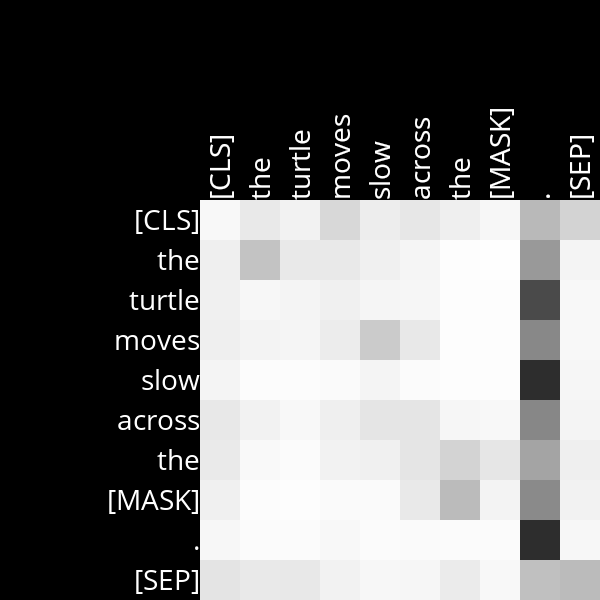 [CLS]
the
turtle
moves
slow
across
the
[MASK]
.
[SEP]
[CLS]
the
turtle
moves
slow
across
the
[MASK]
.
[SEP]